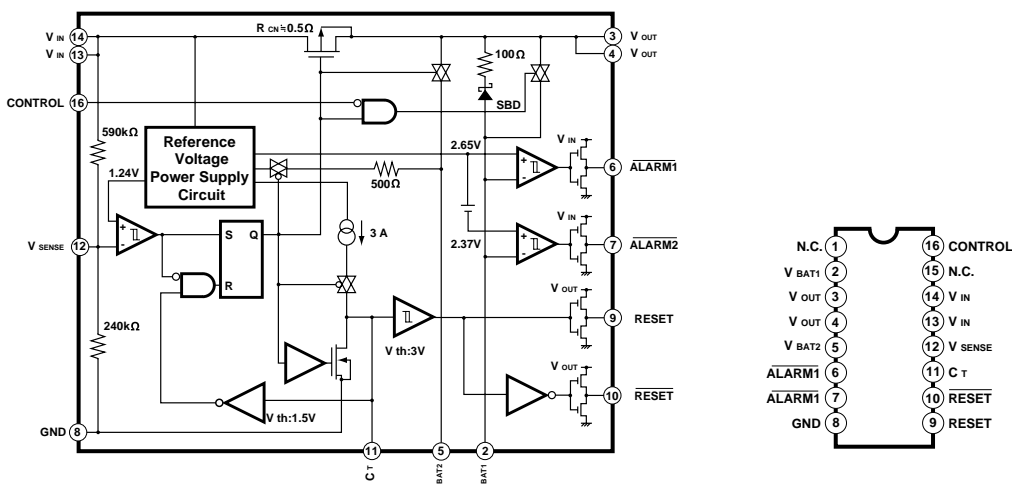 R CN≒0.5Ω
V IN 14
V IN 13
3 V OUT
4 V OUT
100Ω
CONTROL 16
SBD
590kΩ
Reference
Voltage
Power Supply
Circuit
2.65V
V IN
6 ALARM1
1.24V
500Ω
+
-
V SENSE 12
+
-
S Q
R
3 A
V IN
7 ALARM2
2.37V
+
-
V OUT
9 RESET
240kΩ
V th:3V
V OUT
10 RESET
V th:1.5V
GND 8
11
C T
5
BAT2
2
BAT1
N.C. 1
V BAT1 2
V OUT 3
V OUT 4
V BAT2 5
ALARM1 6
ALARM1 7
GND 8
16 CONTROL
15 N.C.
14 V IN
13 V IN
12 V SENSE
11 C T
10 RESET
9 RESET